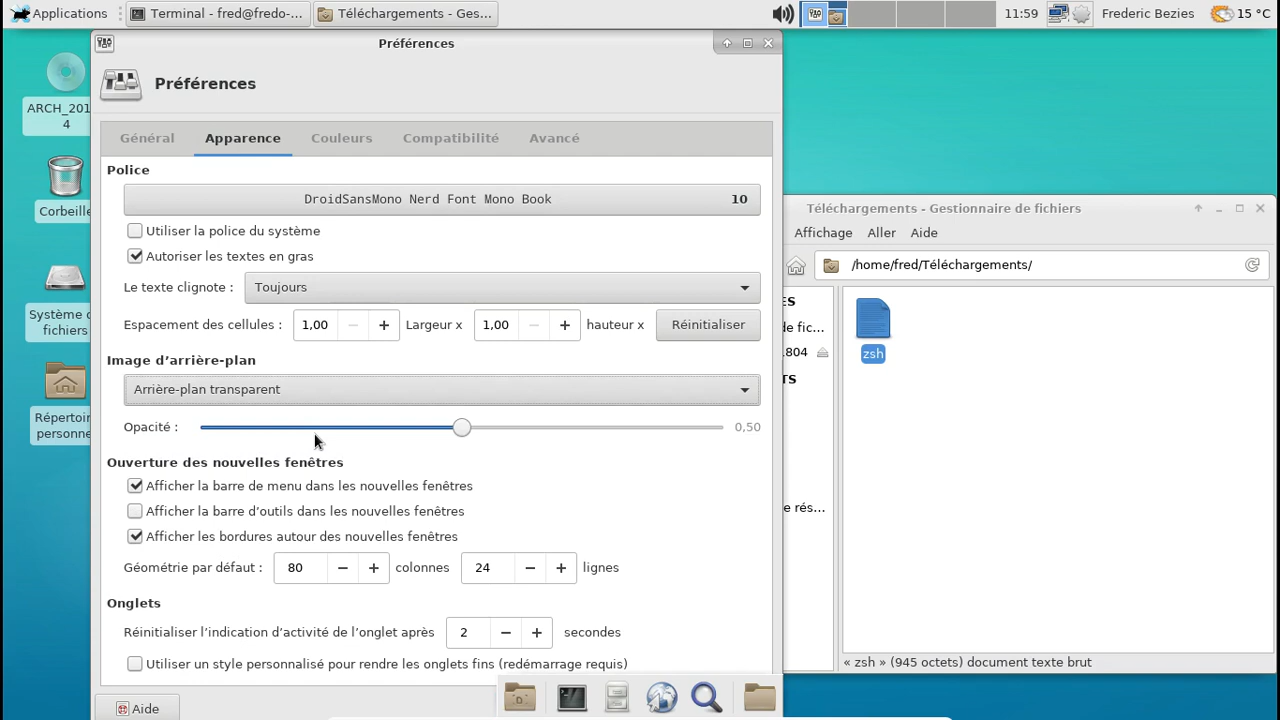 Applications
Terminal - fred@fredo-...
Téléchargements - Ges...
11:59
Frederic Bezies
15 °C
ARCH_201
4
Corbeille
Système d
fichiers
Répertoir
personne
Préférences
Préférences
Général
Apparence
Couleurs
Compatibilité
Avancé
Police
DroidSansMono Nerd Font Mono Book 10
Utiliser la police du système
Autoriser les textes en gras
Le texte clignote : Toujours
Espacement des cellules : 1,00 − + Largeur x 1,00 − + hauteur x Réinitialiser
Image d’arrière-plan
Arrière-plan transparent
Opacité : 0,50
Ouverture des nouvelles fenêtres
Afficher la barre de menu dans les nouvelles fenêtres
Afficher la barre d’outils dans les nouvelles fenêtres
Afficher les bordures autour des nouvelles fenêtres
Géométrie par défaut : 80 − + colonnes 24 − + lignes
Onglets
Réinitialiser l’indication d’activité de l’onglet après 2 − + secondes
Utiliser un style personnalisé pour rendre les onglets fins (redémarrage requis)
Aide
D
Téléchargements - Gestionnaire de fichiers
Affichage Aller Aide
/home/fred/Téléchargements/
ES
de fic...
804
TS
e rés...
zsh
« zsh » (945 octets) document texte brut